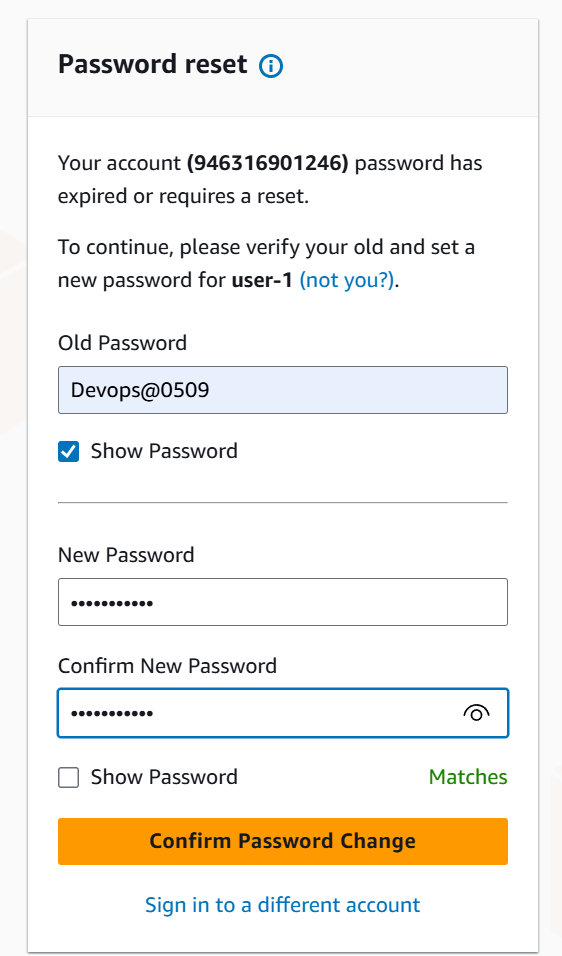 Password reset
Your account (946316901246) password has
expired or requires a reset.
To continue, please verify your old and set a
new password for user-1 (not you?).
Old Password
Devops@0509
Show Password
New Password
•••••••••••
Confirm New Password
•••••••••••
Show Password Matches
Confirm Password Change
Sign in to a different account